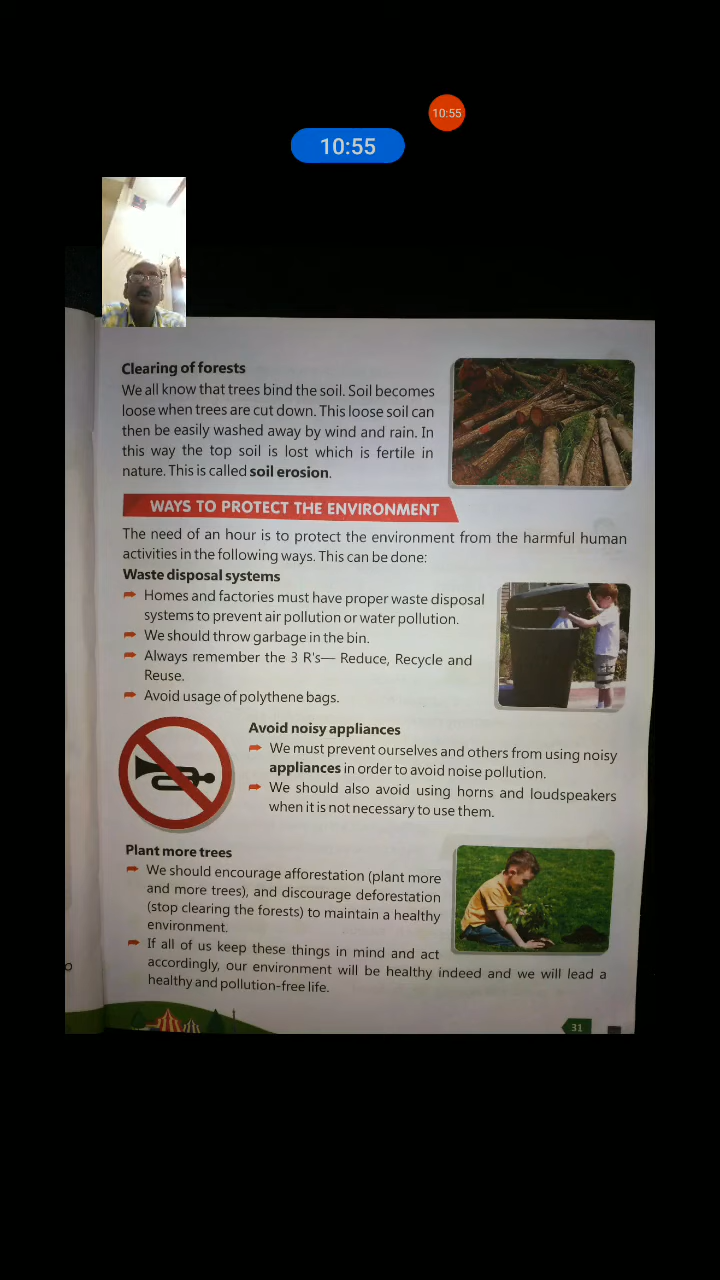 10:55
10:55
Clearing of forests
We all know that trees bind the soil. Soil becomes
loose when trees are cut down. This loose soil can
then be easily washed away by wind and rain. In
this way the top soil is lost which is fertile in
nature. This is called soil erosion.
WAYS TO PROTECT THE ENVIRONMENT
The need of an hour is to protect the environment from the harmful human
activities in the following ways. This can be done:
Waste disposal systems
Homes and factories must have proper waste disposal
systems to prevent air pollution or water pollution.
We should throw garbage in the bin.
Always remember the 3 R's— Reduce, Recycle and
Reuse.
Avoid usage of polythene bags.
Avoid noisy appliances
We must prevent ourselves and others from using noisy
appliances in order to avoid noise pollution.
We should also avoid using horns and loudspeakers
when it is not necessary to use them.
Plant more trees
We should encourage afforestation (plant more
and more trees), and discourage deforestation
(stop clearing the forests) to maintain a healthy
environment.
If all of us keep these things in mind and act
accordingly, our environment will be healthy indeed and we will lead a
healthy and pollution-free life.
31